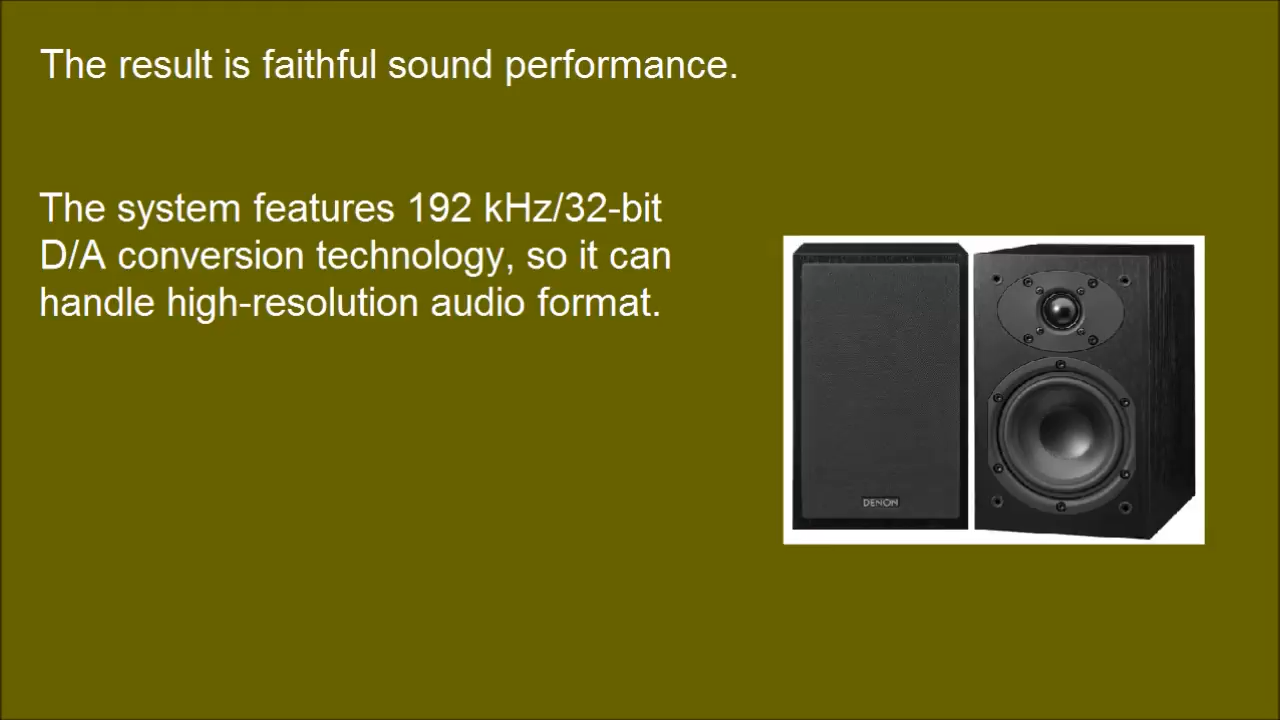 The result is faithful sound performance.
The system features 192 kHz/32-bit
D/A conversion technology, so it can
handle high-resolution audio format.
DENON